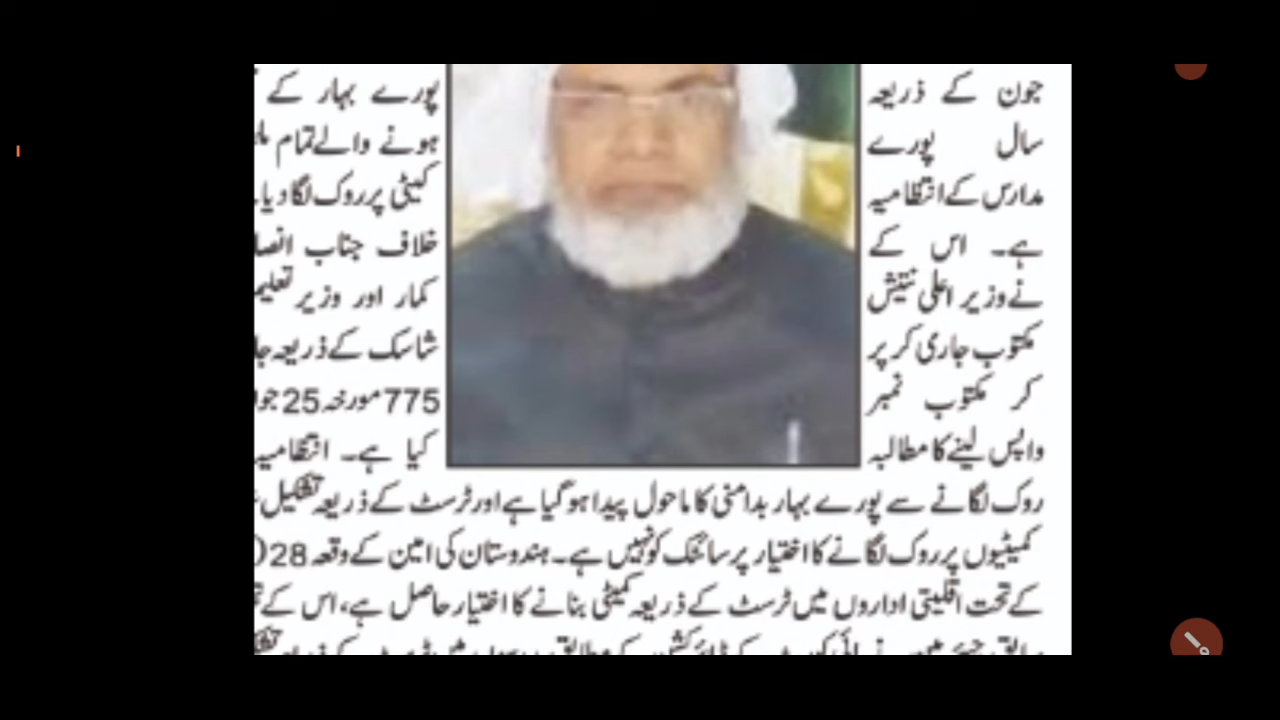 جون کے ذریعہ پورے بہار کے
سال پورے ہونے والے تمام
مدارس کے انتظامیہ کمیٹی پر روک لگا دیا
ہے۔ اس کے خلاف جناب
نے وزیر اعلیٰ نتیش کمار اور وزیر
مکتوب جاری کر پر شاسک کے ذریعہ
کر مکتوب نمبر 775 مورخہ 25
واپس لینے کا مطالبہ کیا ہے۔ انتظامیہ
روک لگانے سے پورے بہار بدامنی کا ماحول پیدا ہو گیا ہے اور ٹرسٹ کے ذریعہ تشکیل
کمیٹیوں پر روک لگانے کا اختیار پر سانک کو نہیں ہے۔ ہندوستان کی امین کے وقعہ 28(
کے تحت اقلیتی اداروں میں ٹرسٹ کے ذریعہ کمیٹی بنانے کا اختیار حاصل ہے، اس کے